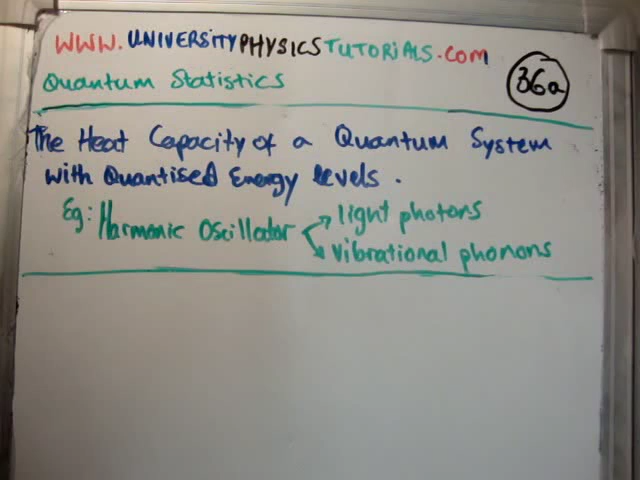 WWW.UNIVERSITYPHYSICSTUTORIALS.COM
Quantum Statistics
36a
The Heat Capacity of a Quantum System
with Quantised Energy levels.
Eg: Harmonic Oscillator
light photons
vibrational phonons